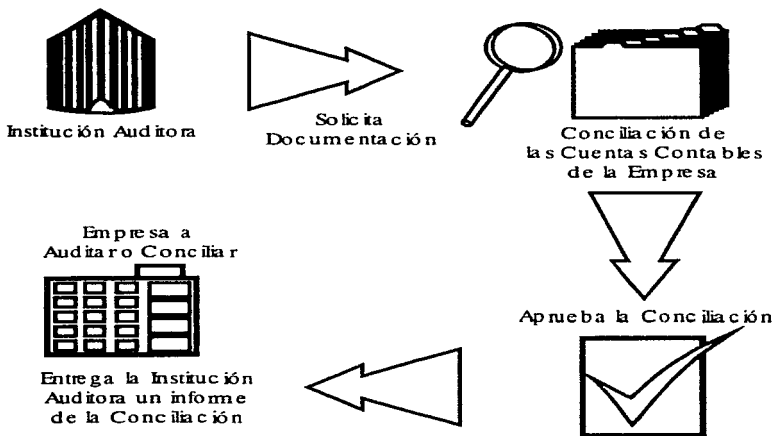 Institución Auditora
Solicita
Documentación
Conciliación de
las Cuentas Contables
de la Empresa
Aprueba la Conciliación
Empresa a
Auditar o Conciliar
Entrega la Institución
Auditora un informe
de la Conciliación